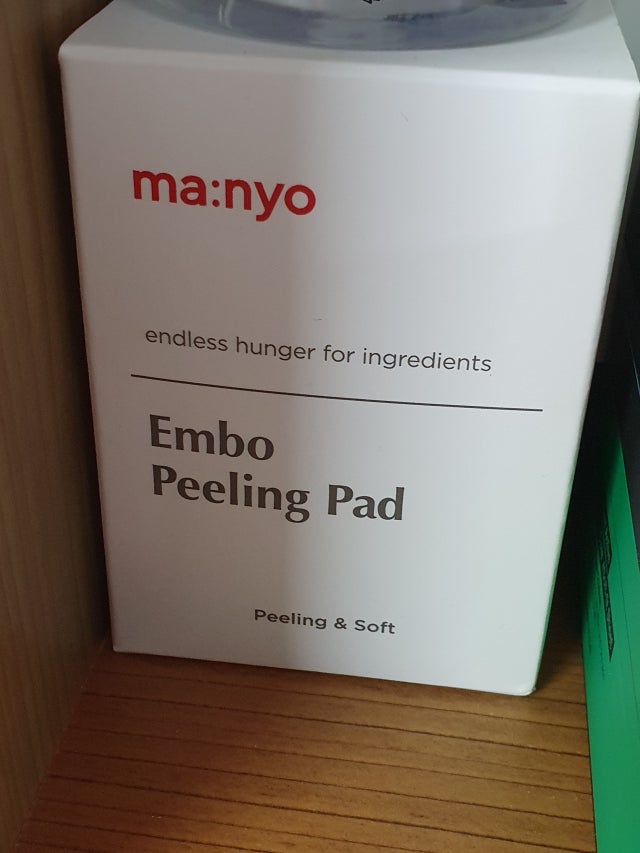 ma:nyo
endless hunger for ingredients
Embo
Peeling Pad
Peeling & Soft